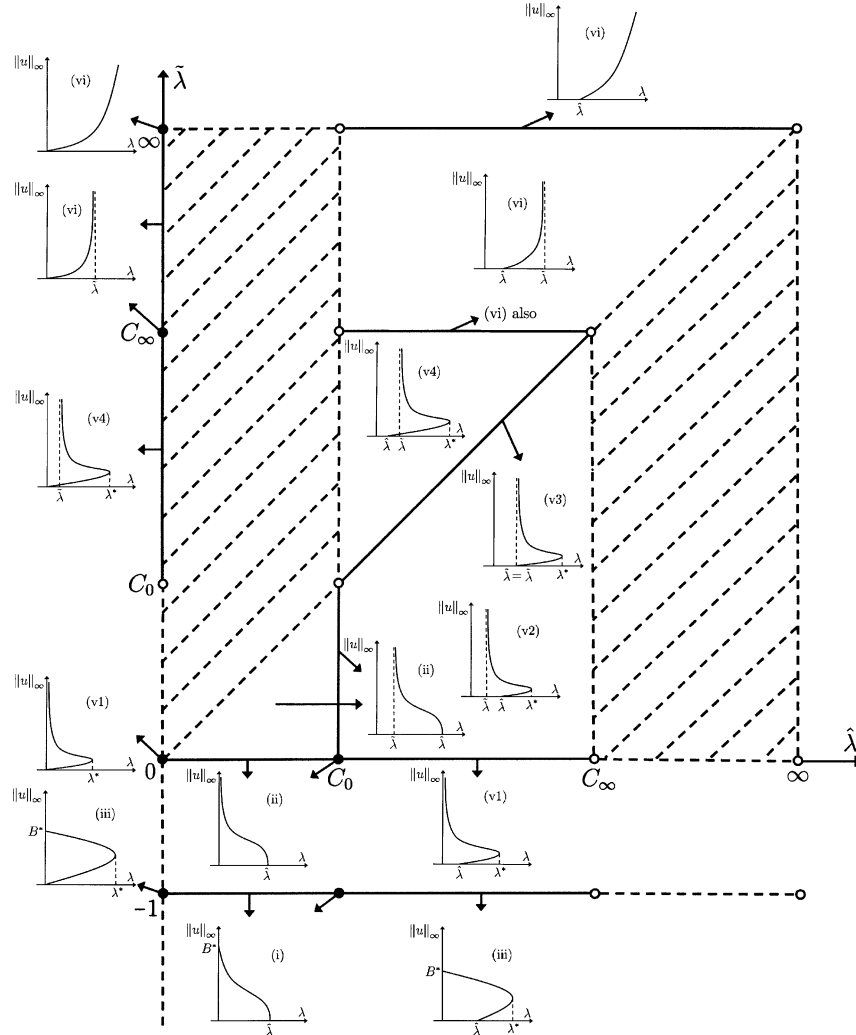 ‖u‖∞ (vi) λ λ̂
‖u‖∞ (vi) λ
λ̃
∞
‖u‖∞ (vi) λ λ̃
‖u‖∞ (vi) λ λ̂ λ̃
C∞
(vi) also
‖u‖∞ (v4) λ λ̂ λ̃ λ*
‖u‖∞ (v4) λ λ̃ λ*
‖u‖∞ (v3) λ λ̂ = λ̃ λ*
C₀
‖u‖∞ (v2) λ λ̃ λ̂ λ*
‖u‖∞ (ii) λ λ̃ λ̂
‖u‖∞ (v1) λ λ*
λ̂
0 C₀ C∞ ∞
‖u‖∞ (ii) λ λ̂
‖u‖∞ (v1) λ λ̂ λ*
‖u‖∞ (iii) B* λ λ*
−1
‖u‖∞ B* (i) λ λ̂
‖u‖∞ B* (iii) λ λ̂ λ*